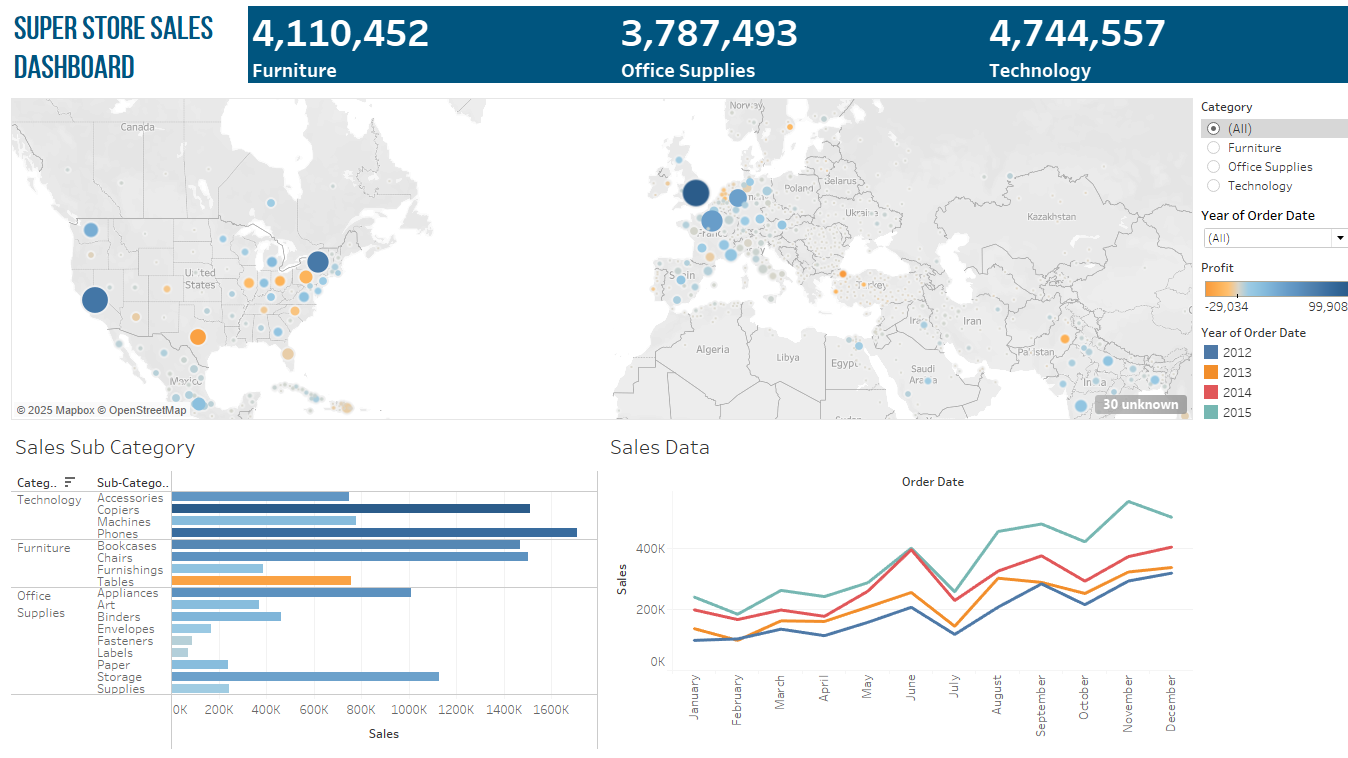 SUPER STORE SALES
DASHBOARD
4,110,452
Furniture
3,787,493
Office Supplies
4,744,557
Technology
Canada
United
States
Mexico
Norway
Poland
Belarus
Ukraine
France
Spain
Italy
Turkey
Kazakhstan
Algeria
Libya
Egypt
Iraq
Iran
Saudi
Arabia
Pakistan
India
© 2025 Mapbox © OpenStreetMap
30 unknown
Category
(All)
Furniture
Office Supplies
Technology
Year of Order Date
(All)
Profit
-29,034
99,908
Year of Order Date
2012
2013
2014
2015
Sales Sub Category
Categ..
Sub-Catego..
Technology
Accessories
Copiers
Machines
Phones
Furniture
Bookcases
Chairs
Furnishings
Tables
Office
Supplies
Appliances
Art
Binders
Envelopes
Fasteners
Labels
Paper
Storage
Supplies
0K
200K
400K
600K
800K
1000K
1200K
1400K
1600K
Sales
Sales Data
Order Date
Sales
400K
200K
0K
January
February
March
April
May
June
July
August
September
October
November
December